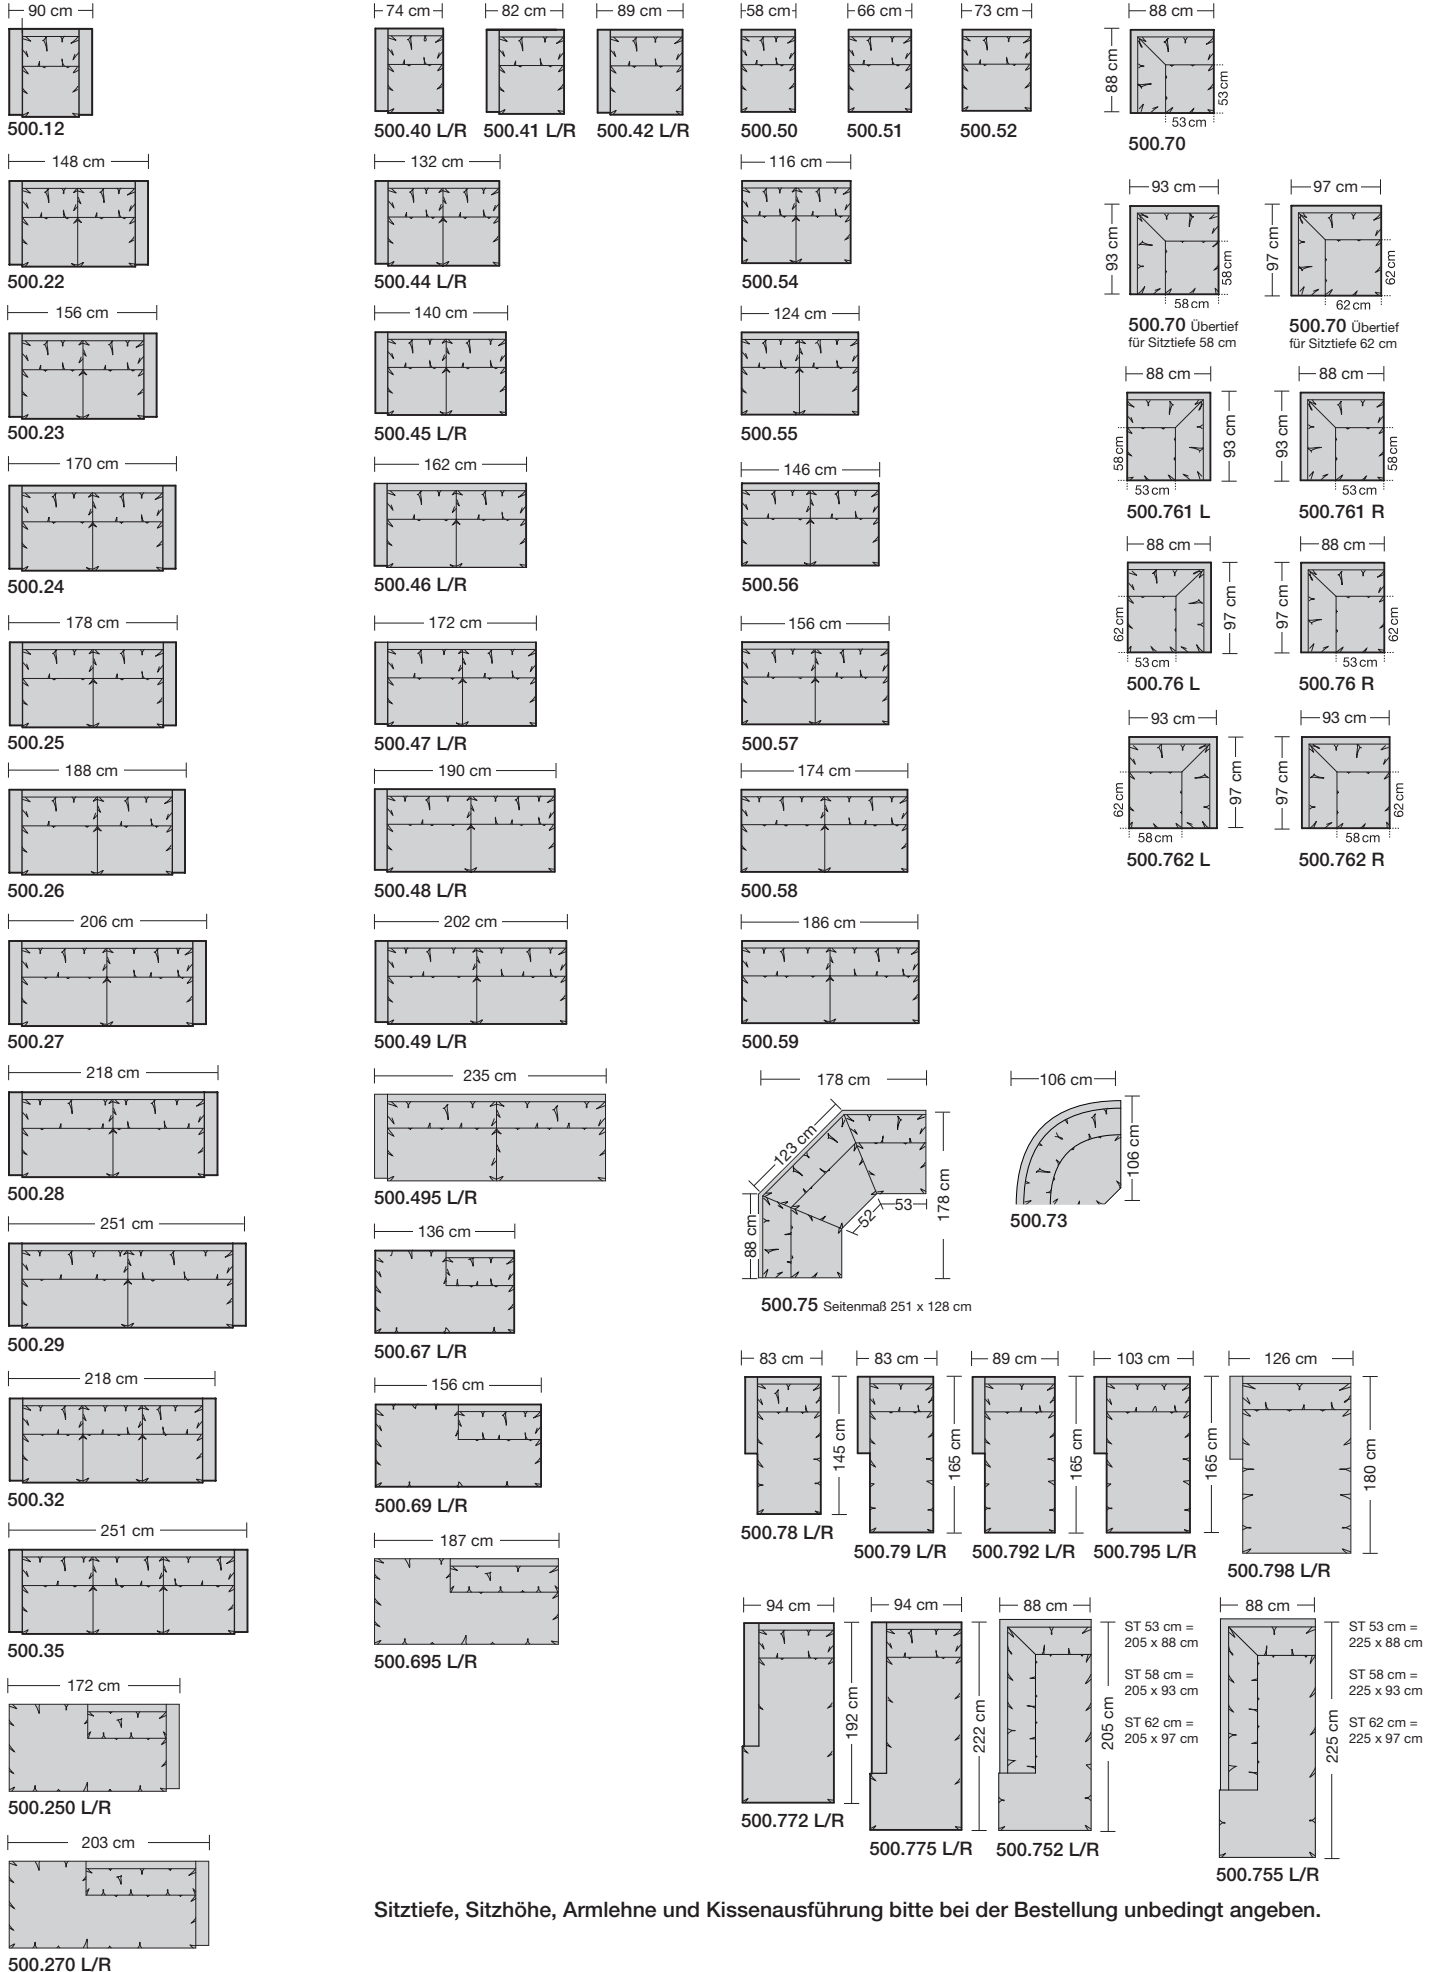 90 cm
500.12
148 cm
500.22
156 cm
500.23
170 cm
500.24
178 cm
500.25
188 cm
500.26
206 cm
500.27
218 cm
500.28
251 cm
500.29
218 cm
500.32
251 cm
500.35
172 cm
500.250 L/R
203 cm
500.270 L/R
74 cm
500.40 L/R
82 cm
500.41 L/R
89 cm
500.42 L/R
132 cm
500.44 L/R
140 cm
500.45 L/R
162 cm
500.46 L/R
172 cm
500.47 L/R
190 cm
500.48 L/R
202 cm
500.49 L/R
235 cm
500.495 L/R
136 cm
500.67 L/R
156 cm
500.69 L/R
187 cm
500.695 L/R
58 cm
500.50
66 cm
500.51
73 cm
500.52
116 cm
500.54
124 cm
500.55
146 cm
500.56
156 cm
500.57
174 cm
500.58
186 cm
500.59
88 cm
88 cm
53 cm
53 cm
500.70
93 cm
93 cm
58 cm
58 cm
500.70 Übertief
für Sitztiefe 58 cm
97 cm
97 cm
62 cm
62 cm
500.70 Übertief
für Sitztiefe 62 cm
88 cm
58 cm
93 cm
53 cm
500.761 L
88 cm
93 cm
58 cm
53 cm
500.761 R
88 cm
62 cm
97 cm
53 cm
500.76 L
88 cm
97 cm
62 cm
53 cm
500.76 R
93 cm
62 cm
97 cm
58 cm
500.762 L
93 cm
97 cm
62 cm
58 cm
500.762 R
178 cm
123 cm
88 cm
52
53
178 cm
500.75 Seitenmaß 251 x 128 cm
106 cm
106 cm
500.73
83 cm
145 cm
500.78 L/R
83 cm
165 cm
500.79 L/R
89 cm
165 cm
500.792 L/R
103 cm
165 cm
500.795 L/R
126 cm
180 cm
500.798 L/R
94 cm
192 cm
500.772 L/R
94 cm
222 cm
500.775 L/R
88 cm
205 cm
500.752 L/R
ST 53 cm =
205 x 88 cm
ST 58 cm =
205 x 93 cm
ST 62 cm =
205 x 97 cm
88 cm
225 cm
500.755 L/R
ST 53 cm =
225 x 88 cm
ST 58 cm =
225 x 93 cm
ST 62 cm =
225 x 97 cm
Sitztiefe, Sitzhöhe, Armlehne und Kissenausführung bitte bei der Bestellung unbedingt angeben.